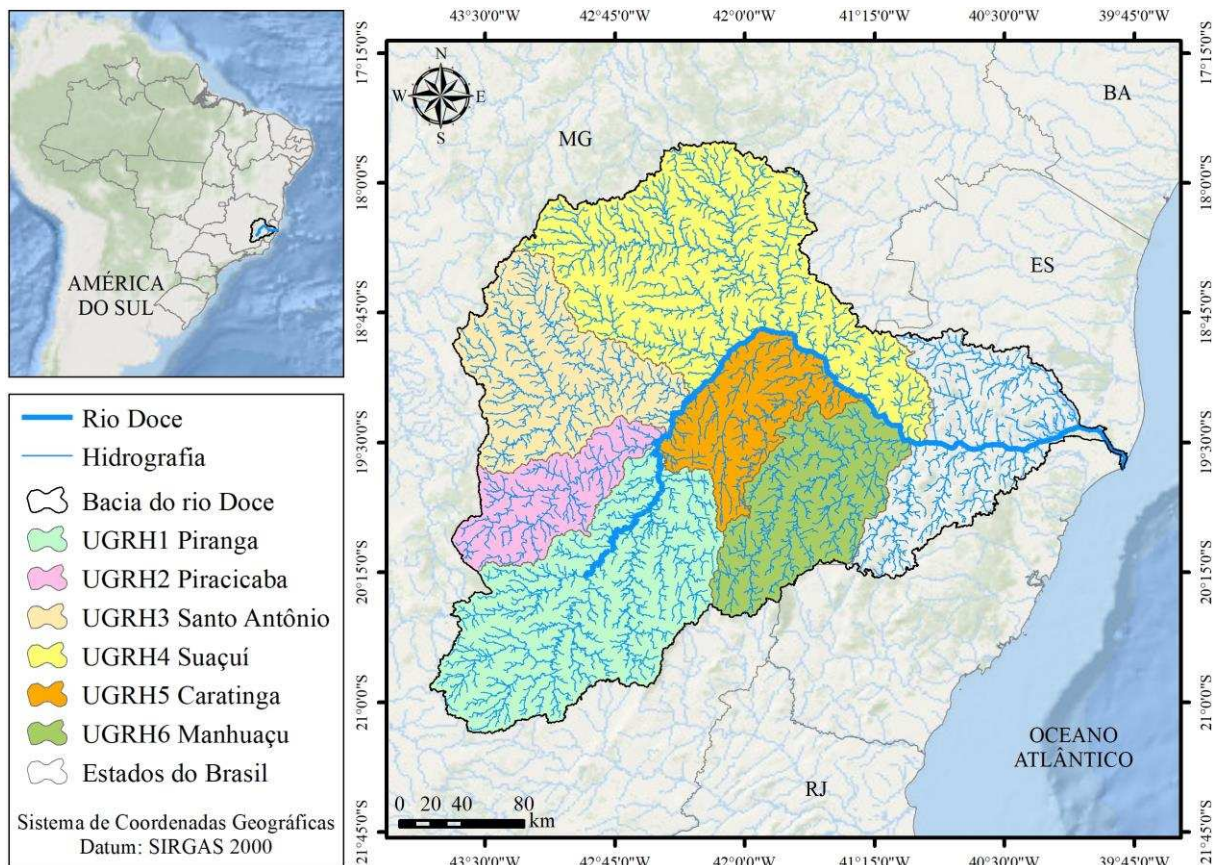 AMÉRICA
DO SUL
Rio Doce
Hidrografia
Bacia do rio Doce
UGRH1 Piranga
UGRH2 Piracicaba
UGRH3 Santo Antônio
UGRH4 Suaçuí
UGRH5 Caratinga
UGRH6 Manhuaçu
Estados do Brasil
Sistema de Coordenadas Geográficas
Datum: SIRGAS 2000
43°30'0"W 42°45'0"W 42°0'0"W 41°15'0"W 40°30'0"W 39°45'0"W
17°15'0"S
18°0'0"S
18°45'0"S
19°30'0"S
20°15'0"S
21°0'0"S
21°45'0"S
N
W E
S
MG
BA
ES
RJ
OCEANO
ATLÂNTICO
0 20 40 80
km
17°15'0"S
18°0'0"S
18°45'0"S
19°30'0"S
20°15'0"S
21°0'0"S
21°45'0"S
43°30'0"W 42°45'0"W 42°0'0"W 41°15'0"W 40°30'0"W 39°45'0"W